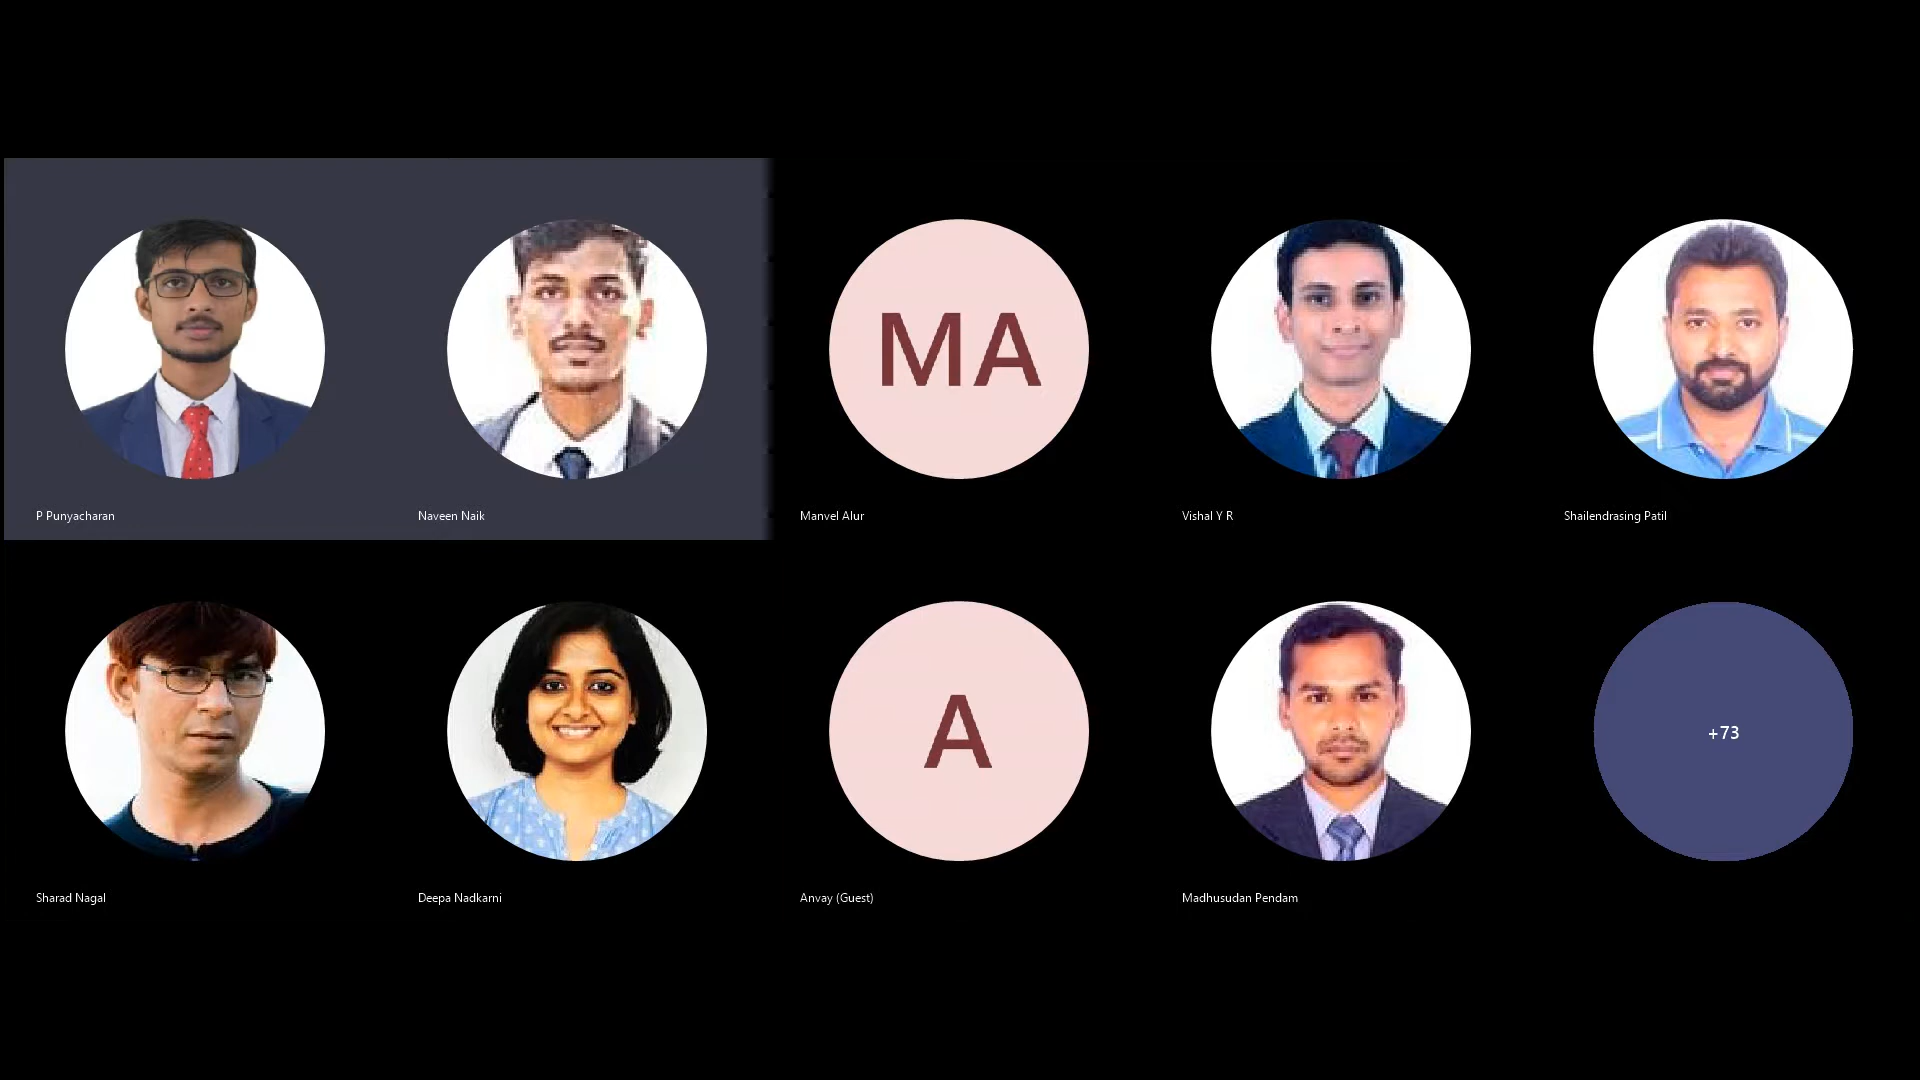 MA
P Punyacharan
Naveen Naik
Manvel Alur
Vishal Y R
Shailendrasing Patil
A
+73
Sharad Nagal
Deepa Nadkarni
Anvay (Guest)
Madhusudan Pendam